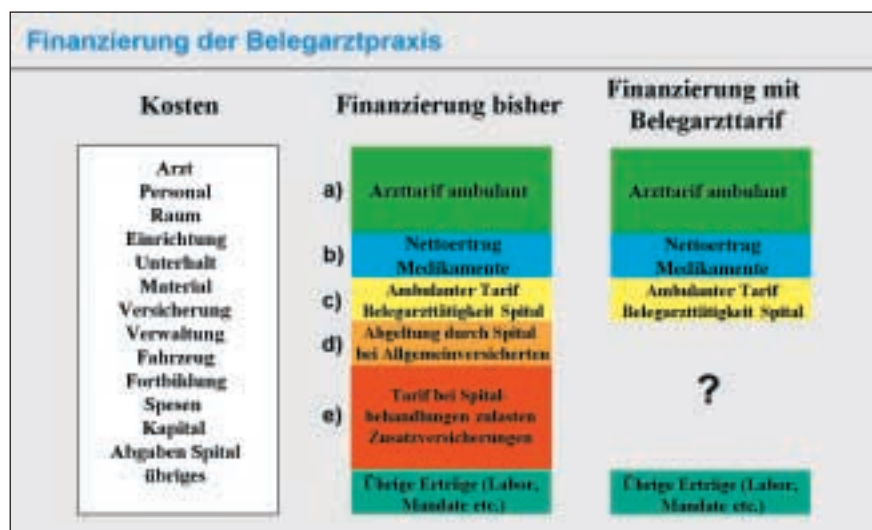 Finanzierung der Belegarztpraxis
Kosten
Arzt
Personal
Raum
Einrichtung
Unterhalt
Material
Versicherung
Verwaltung
Fahrzeug
Fortbildung
Spesen
Kapital
Abgaben Spital
übriges
Finanzierung bisher
a)
Arzttarif ambulant
b)
Nettoertrag
Medikamente
c)
Ambulanter Tarif
Belegarzttätigkeit Spital
d)
Abgeltung durch Spital
bei Allgemeinversicherten
e)
Tarif bei Spital-
behandlungen zulasten
Zusatzversicherungen
Übrige Erträge (Labor,
Mandate etc.)
Finanzierung mit
Belegarzttarif
Arzttarif ambulant
Nettoertrag
Medikamente
Ambulanter Tarif
Belegarzttätigkeit Spital
?
Übrige Erträge (Labor,
Mandate etc.)